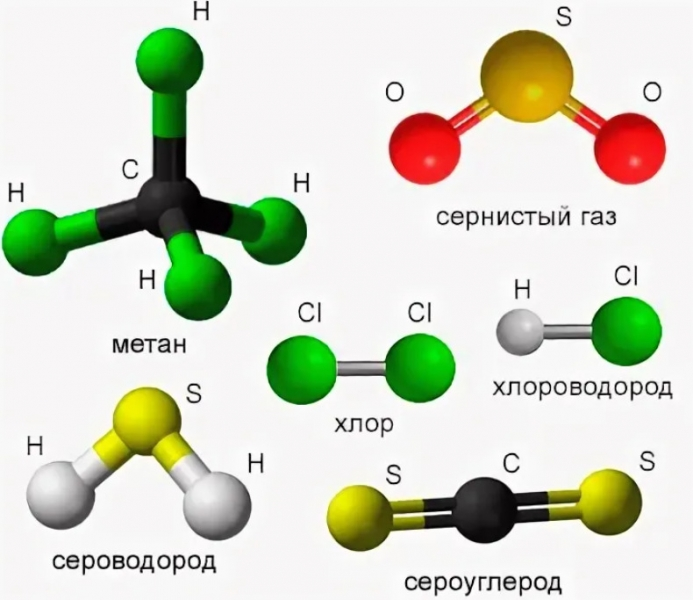 H
C
H
H
H
метан
S
O
O
сернистый газ
Cl
Cl
хлор
H
Cl
хлороводород
S
H
H
сероводород
S
C
S
сероуглерод